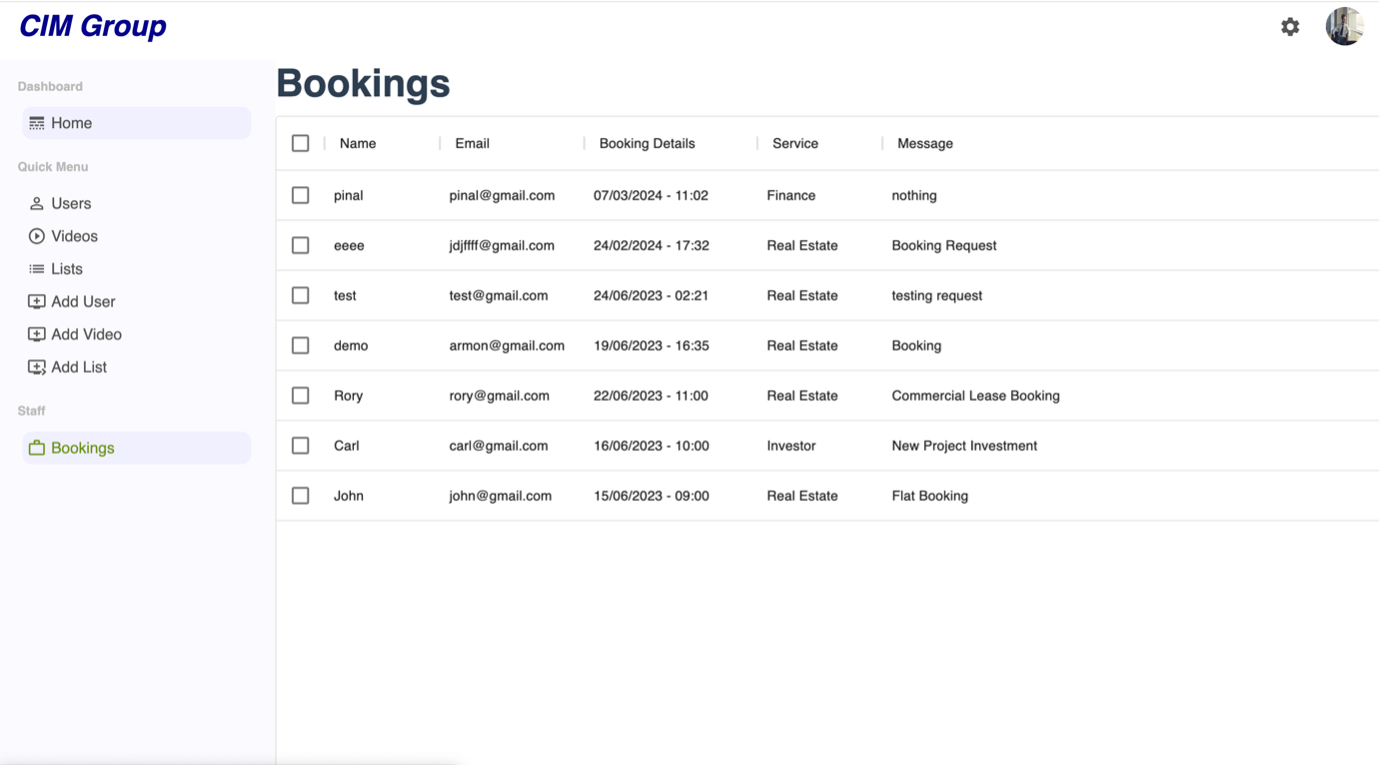 CIM Group
Dashboard
Home
Quick Menu
Users
Videos
Lists
Add User
Add Video
Add List
Staff
Bookings
Bookings
Name Email Booking Details Service Message
pinal pinal@gmail.com 07/03/2024 - 11:02 Finance nothing
eeee jdjffff@gmail.com 24/02/2024 - 17:32 Real Estate Booking Request
test test@gmail.com 24/06/2023 - 02:21 Real Estate testing request
demo armon@gmail.com 19/06/2023 - 16:35 Real Estate Booking
Rory rory@gmail.com 22/06/2023 - 11:00 Real Estate Commercial Lease Booking
Carl carl@gmail.com 16/06/2023 - 10:00 Investor New Project Investment
John john@gmail.com 15/06/2023 - 09:00 Real Estate Flat Booking